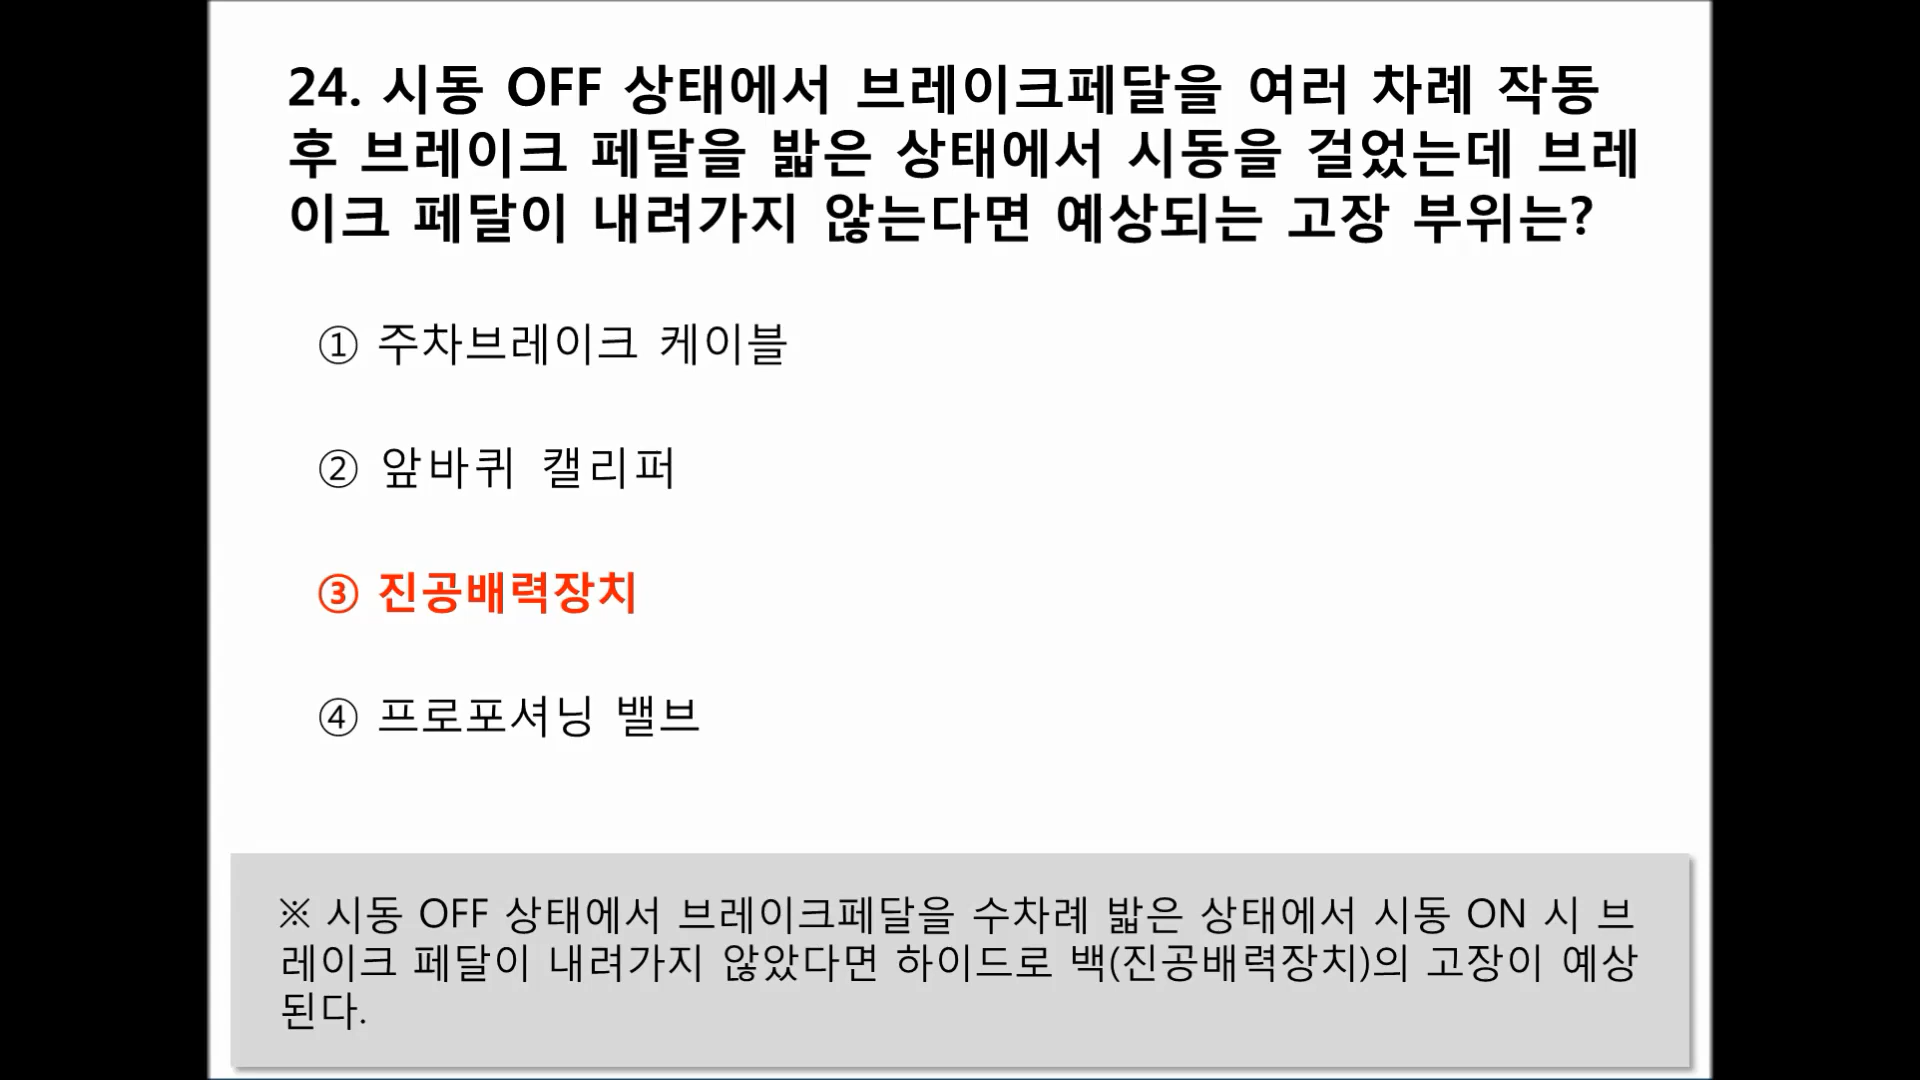 24. 시동 OFF 상태에서 브레이크페달을 여러 차례 작동
후 브레이크 페달을 밟은 상태에서 시동을 걸었는데 브레
이크 페달이 내려가지 않는다면 예상되는 고장 부위는?
① 주차브레이크 케이블
② 앞바퀴 캘리퍼
③ 진공배력장치
④ 프로포셔닝 밸브
※ 시동 OFF 상태에서 브레이크페달을 수차례 밟은 상태에서 시동 ON 시 브
레이크 페달이 내려가지 않았다면 하이드로 백(진공배력장치)의 고장이 예상
된다.